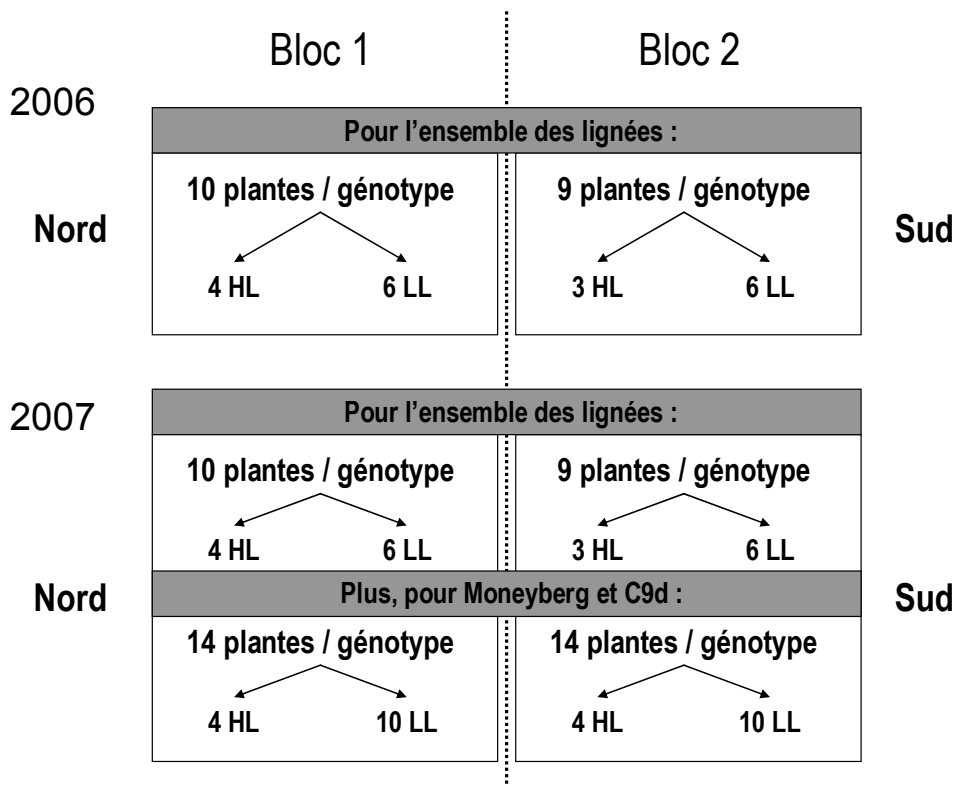 Bloc 1 Bloc 2
2006
Pour l'ensemble des lignées :
10 plantes / génotype 9 plantes / génotype
Nord Sud
4 HL 6 LL 3 HL 6 LL
2007
Pour l'ensemble des lignées :
10 plantes / génotype 9 plantes / génotype
4 HL 6 LL 3 HL 6 LL
Nord Plus, pour Moneyberg et C9d : Sud
14 plantes / génotype 14 plantes / génotype
4 HL 10 LL 4 HL 10 LL